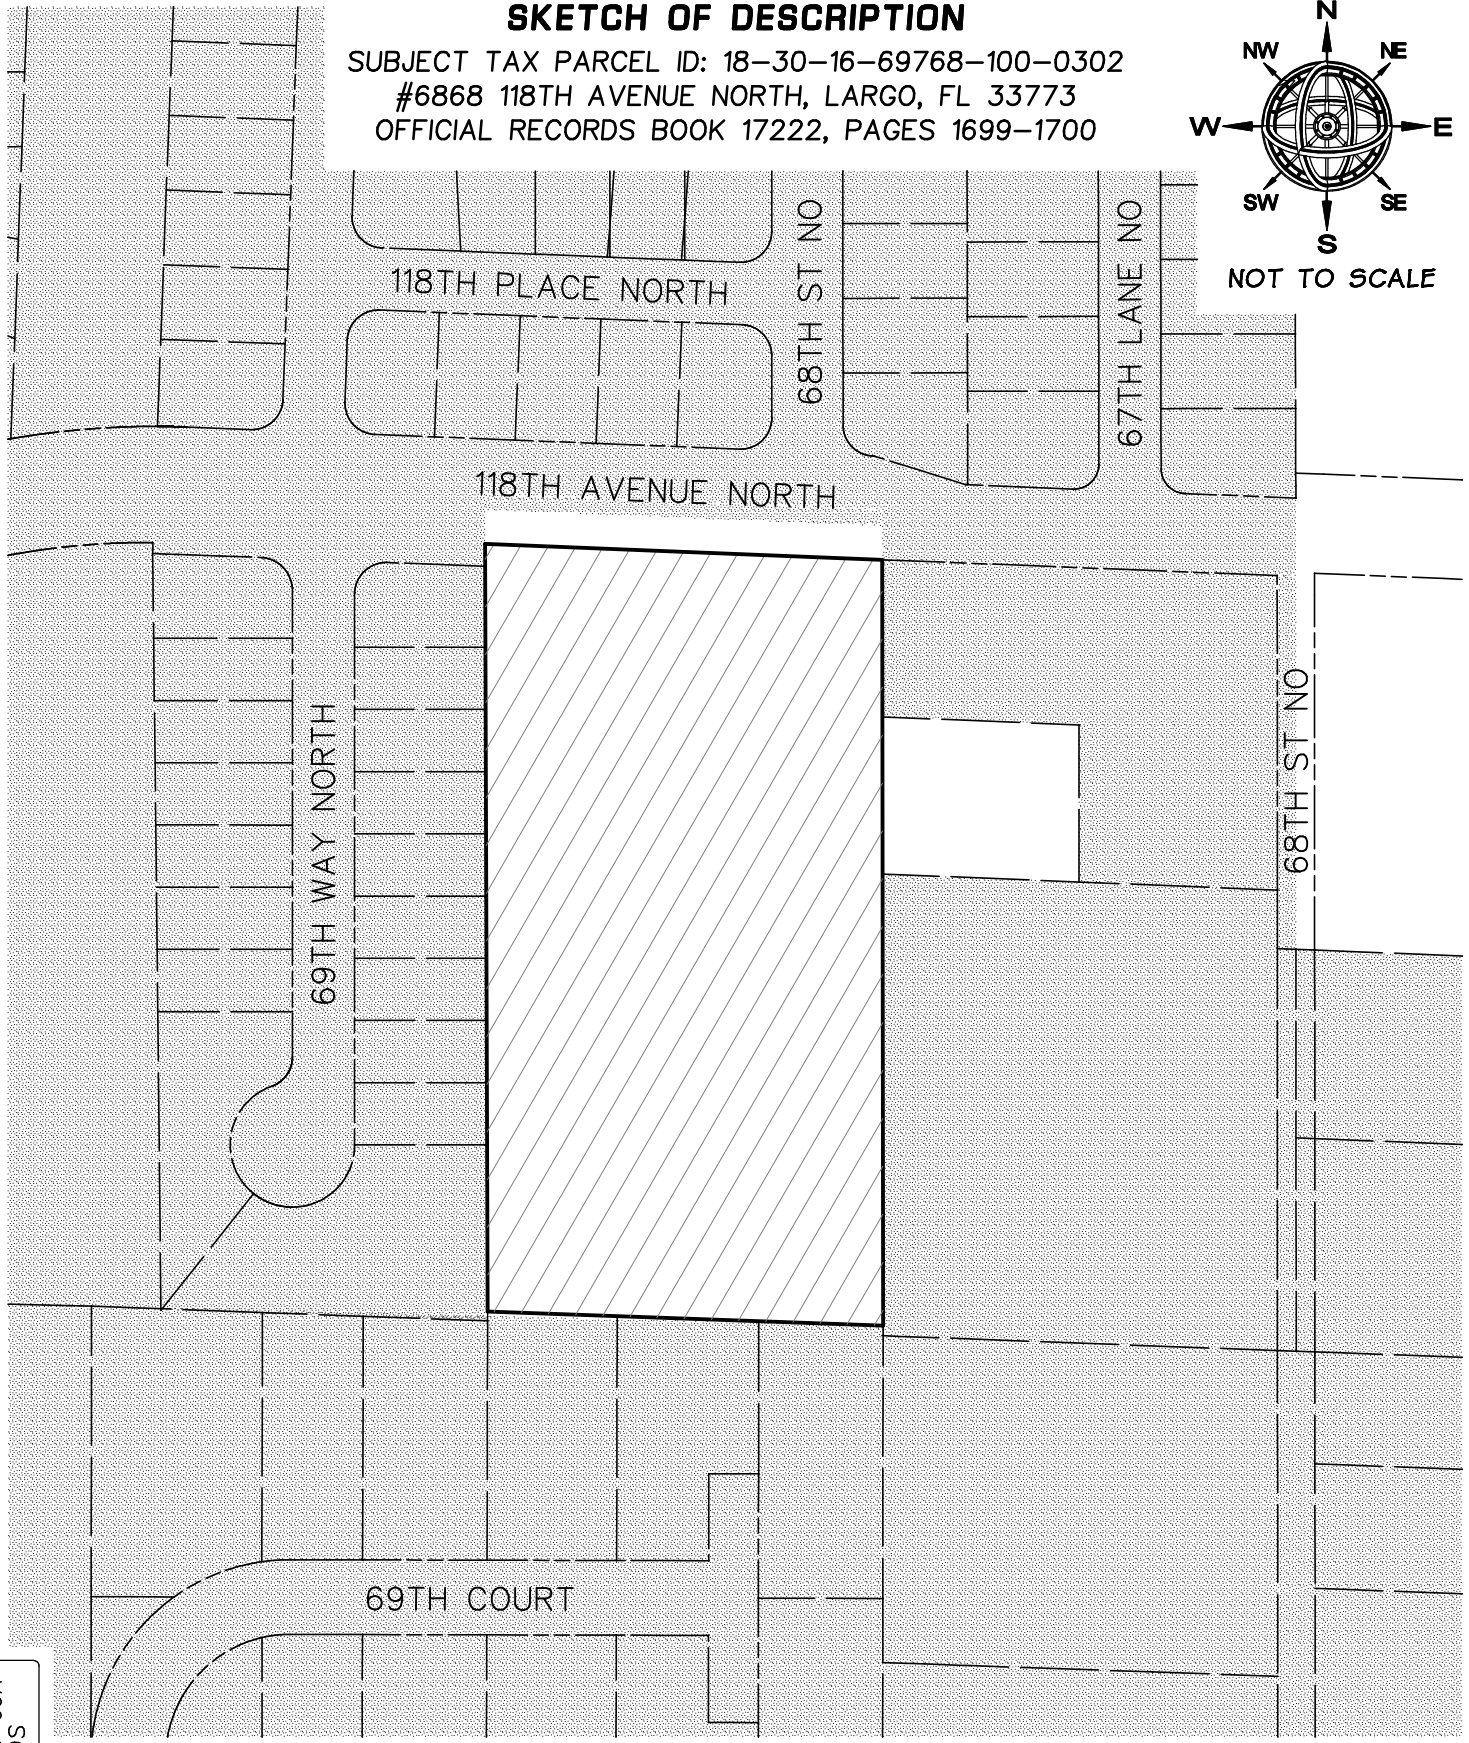 SKETCH OF DESCRIPTION
SUBJECT TAX PARCEL ID: 18-30-16-69768-100-0302
#6868 118TH AVENUE NORTH, LARGO, FL 33773
OFFICIAL RECORDS BOOK 17222, PAGES 1699-1700
N
NW
NE
W
E
SW
SE
S
NOT TO SCALE
118TH PLACE NORTH
68TH ST NO
67TH LANE NO
118TH AVENUE NORTH
69TH WAY NORTH
68TH ST NO
69TH COURT